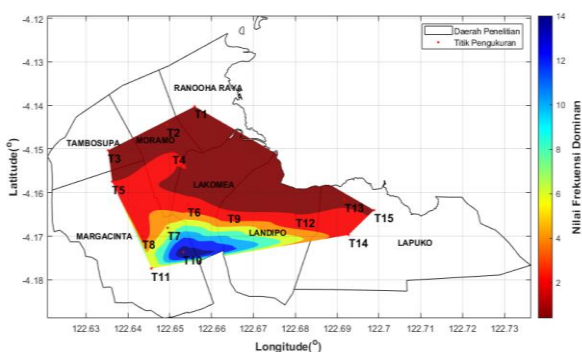 -4.12
-4.13
-4.14
-4.15
-4.16
-4.17
-4.18
Latitude(o)
Daerah Penelitian
Titik Pengukuran
RANOOHA RAYA
T1
T2
TAMBOSUPA
MORAMO
T3
T4
T5
LAKOMEA
T6
T9
T12
T13
T15
MARGACINTA
T8
T7
LANDIPO
T14
LAPUKO
T10
T11
122.63 122.64 122.65 122.66 122.67 122.68 122.69 122.7 122.71 122.72 122.73
Longitude(o)
14
12
10
8
6
4
2
Nilai Frekuensi Dominan